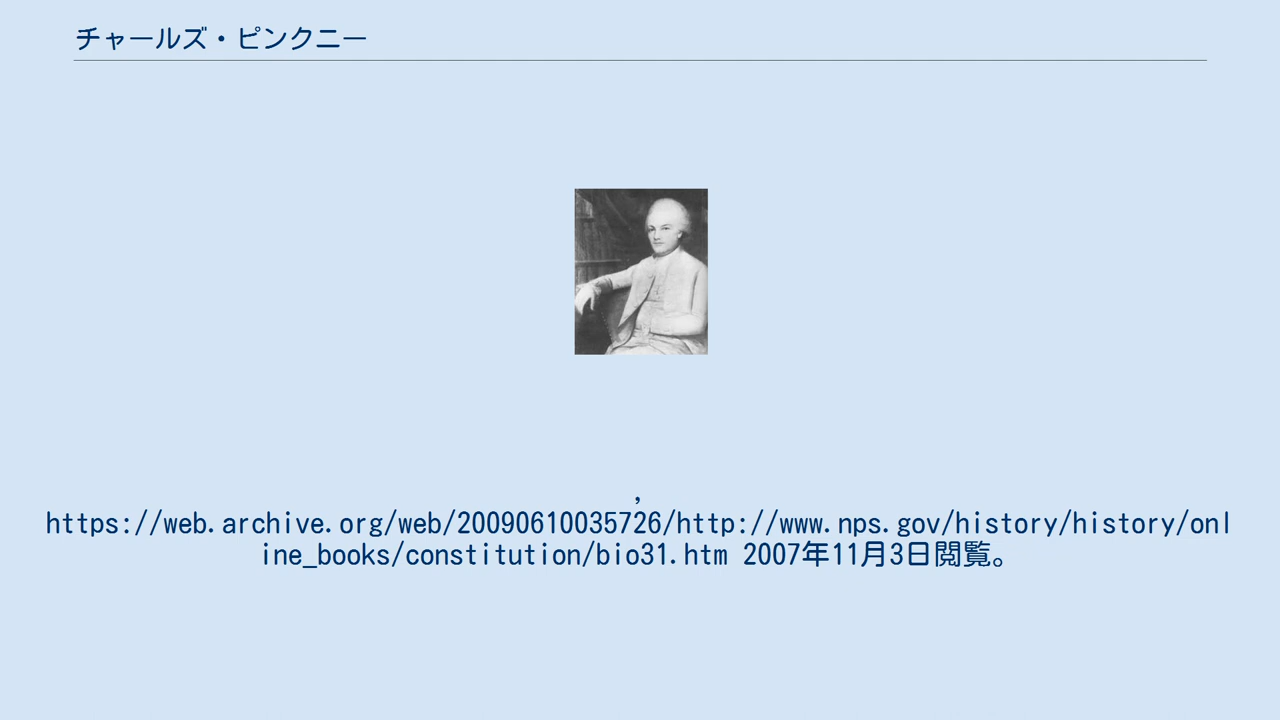 チャールズ・ピンクニー
,
https://web.archive.org/web/20090610035726/http://www.nps.gov/history/history/onl
ine_books/constitution/bio31.htm 2007年11月3日閲覧。